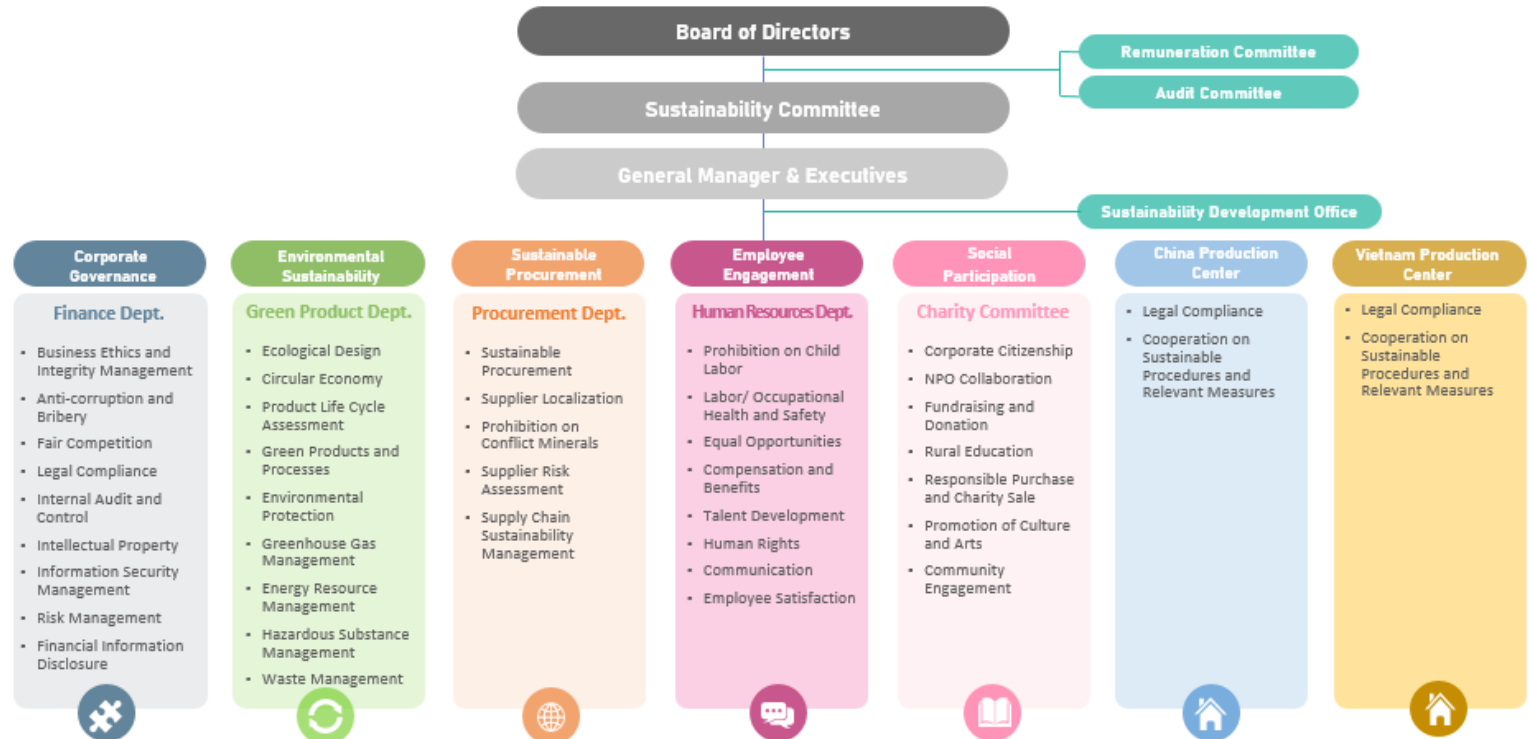 Board of Directors
Remuneration Committee
Audit Committee
Sustainability Committee
General Manager & Executives
Sustainability Development Office
Corporate
Governance
Finance Dept.
▪ Business Ethics and
Integrity Management
▪ Anti-corruption and
Bribery
▪ Fair Competition
▪ Legal Compliance
▪ Internal Audit and
Control
▪ Intellectual Property
▪ Information Security
Management
▪ Risk Management
▪ Financial Information
Disclosure
Environmental
Sustainability
Green Product Dept.
▪ Ecological Design
▪ Circular Economy
▪ Product Life Cycle
Assessment
▪ Green Products and
Processes
▪ Environmental
Protection
▪ Greenhouse Gas
Management
▪ Energy Resource
Management
▪ Hazardous Substance
Management
▪ Waste Management
Sustainable
Procurement
Procurement Dept.
▪ Sustainable
Procurement
▪ Supplier Localization
▪ Prohibition on
Conflict Minerals
▪ Supplier Risk
Assessment
▪ Supply Chain
Sustainability
Management
Employee
Engagement
Human Resources Dept.
▪ Prohibition on Child
Labor
▪ Labor/ Occupational
Health and Safety
▪ Equal Opportunities
▪ Compensation and
Benefits
▪ Talent Development
▪ Human Rights
▪ Communication
▪ Employee Satisfaction
Social
Participation
Charity Committee
▪ Corporate Citizenship
▪ NPO Collaboration
▪ Fundraising and
Donation
▪ Rural Education
▪ Responsible Purchase
and Charity Sale
▪ Promotion of Culture
and Arts
▪ Community
Engagement
China Production
Center
▪ Legal Compliance
▪ Cooperation on
Sustainable
Procedures and
Relevant Measures
Vietnam Production
Center
▪ Legal Compliance
▪ Cooperation on
Sustainable
Procedures and
Relevant Measures